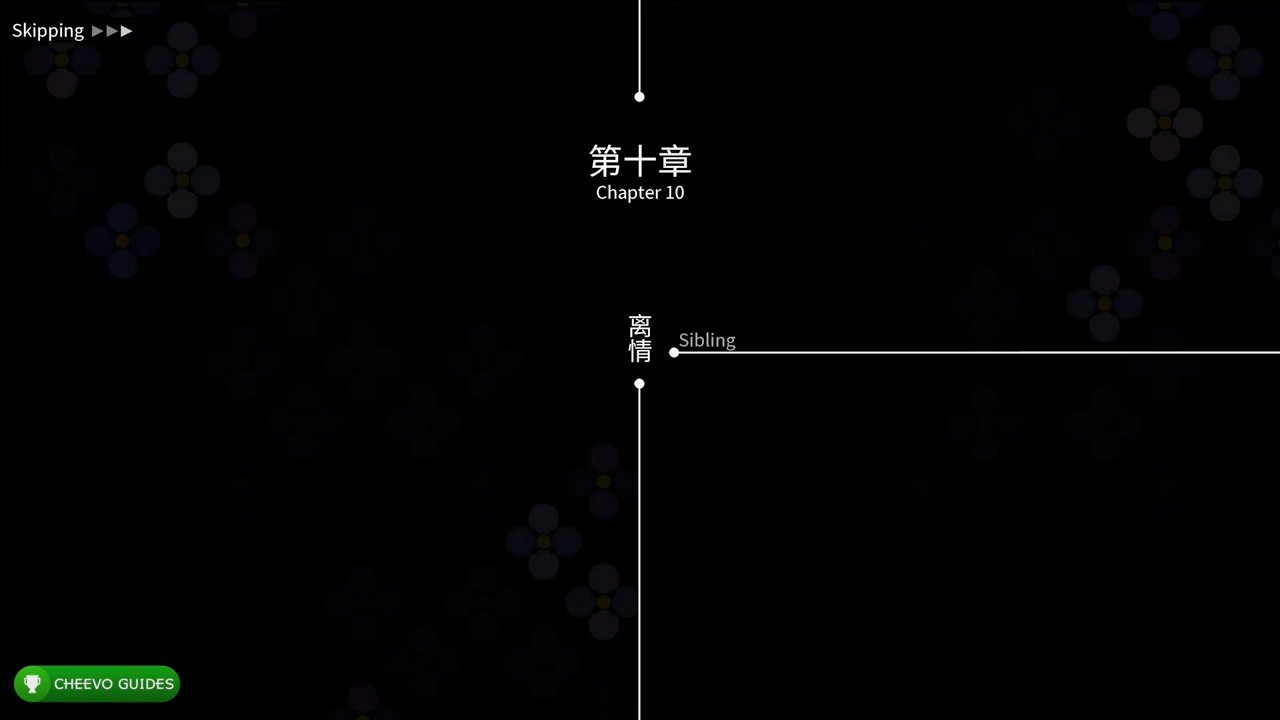 Skipping
第十章
Chapter 10
离情
Sibling
CHEEVO GUIDES